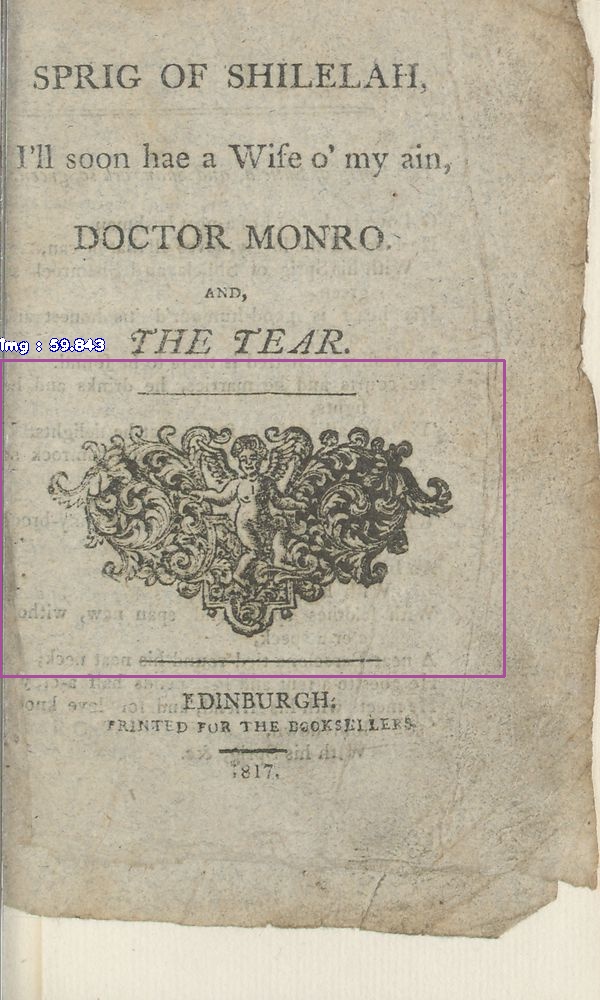 SPRIG OF SHILELAH,
I'll soon hae a Wife o' my ain,
DOCTOR MONRO.
AND,
THE TEAR.
Img : 59.843
EDINBURGH:
PRINTED FOR THE BOOKSELLERS.
1817.